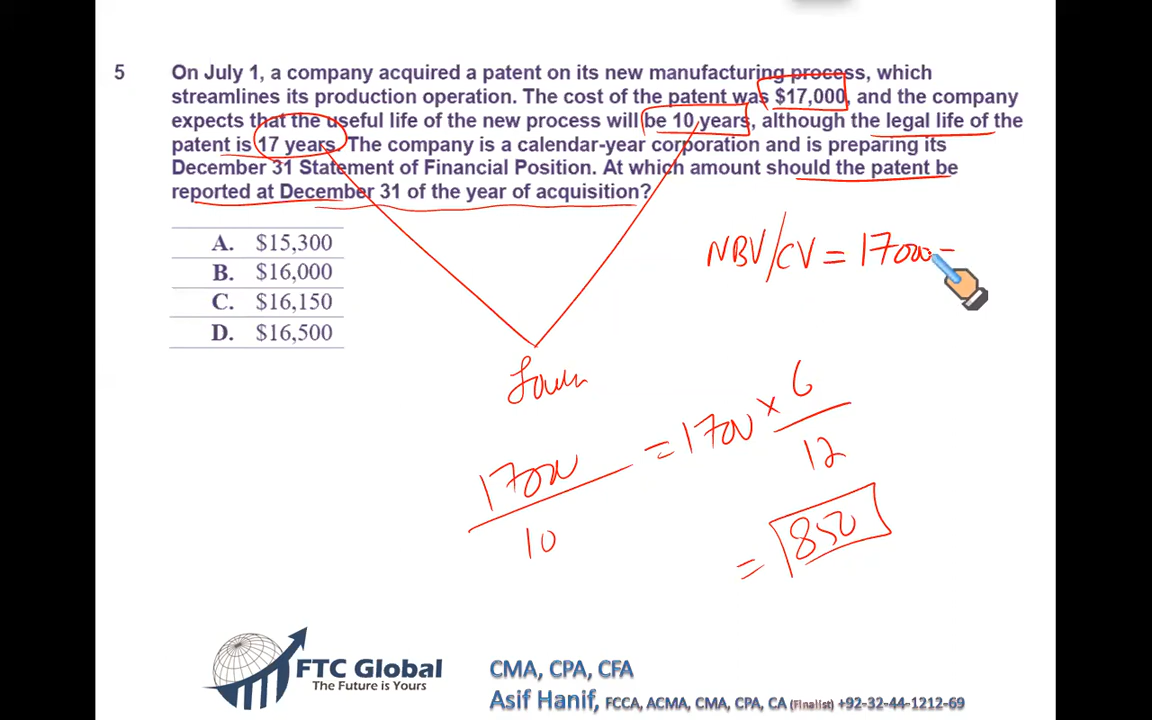 5 On July 1, a company acquired a patent on its new manufacturing process, which
streamlines its production operation. The cost of the patent was $17,000, and the company
expects that the useful life of the new process will be 10 years, although the legal life of the
patent is 17 years. The company is a calendar-year corporation and is preparing its
December 31 Statement of Financial Position. At which amount should the patent be
reported at December 31 of the year of acquisition?
A. $15,300
B. $16,000
C. $16,150
D. $16,500
NBV/CV = 17000 -
Lower
17000
10
= 1700 × 6
12
= 850
FTC Global
The Future is Yours
CMA, CPA, CFA
Asif Hanif, FCCA, ACMA, CMA, CPA, CA (Finalist) +92-32-44-1212-69